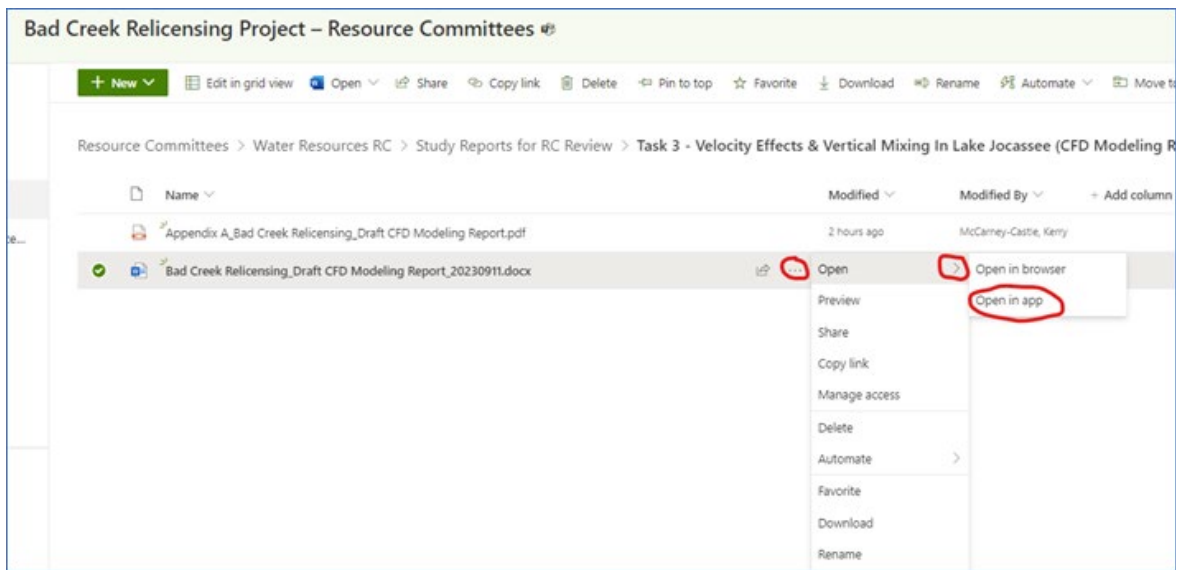 Bad Creek Relicensing Project – Resource Committees
+ New Edit in grid view Open Share Copy link Delete Pin to top Favorite Download Rename Automate Move to
Resource Committees > Water Resources RC > Study Reports for RC Review > Task 3 - Velocity Effects & Vertical Mixing In Lake Jocassee (CFD Modeling R
Name Modified Modified By + Add column
Appendix A_Bad Creek Relicensing_Draft CFD Modeling Report.pdf 2 hours ago McCarney-Castle, Kerry
Bad Creek Relicensing_Draft CFD Modeling Report_20230911.docx ... Open > Open in browser
Preview Open in app
Share
Copy link
Manage access
Delete
Automate >
Favorite
Download
Rename